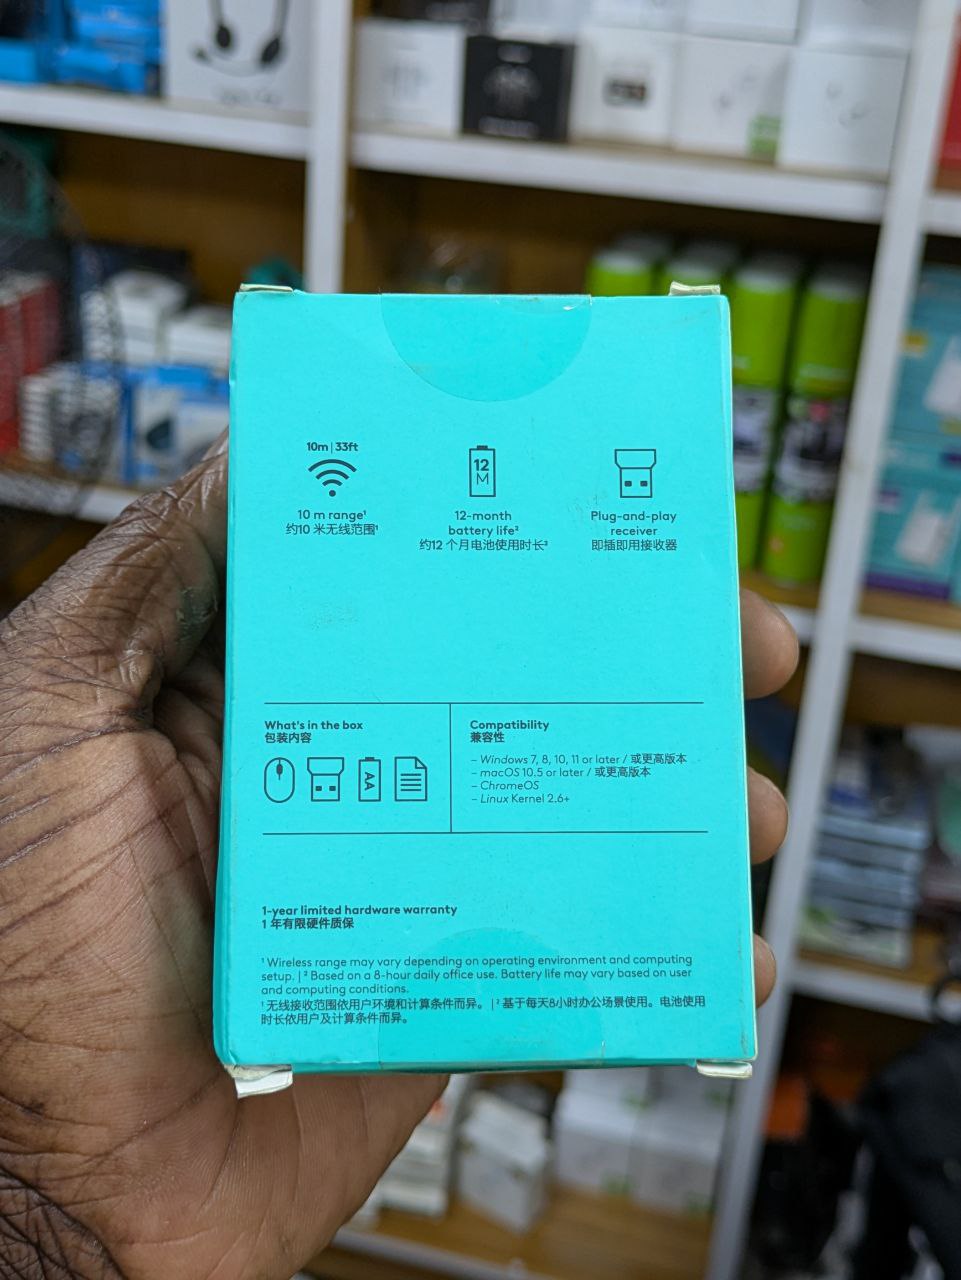 10m | 33ft
10 m range¹
约10 米无线范围¹
12
M
12-month
battery life²
约12 个月电池使用时长²
Plug-and-play
receiver
即插即用接收器
What's in the box
包装内容
AA
Compatibility
兼容性
– Windows 7, 8, 10, 11 or later / 或更高版本
– macOS 10.5 or later / 或更高版本
– ChromeOS
– Linux Kernel 2.6+
1-year limited hardware warranty
1 年有限硬件质保
¹ Wireless range may vary depending on operating environment and computing
setup. | ² Based on a 8-hour daily office use. Battery life may vary based on user
and computing conditions.
¹ 无线接收范围依用户环境和计算条件而异。 | ² 基于每天8小时办公场景使用。电池使用
时长依用户及计算条件而异。